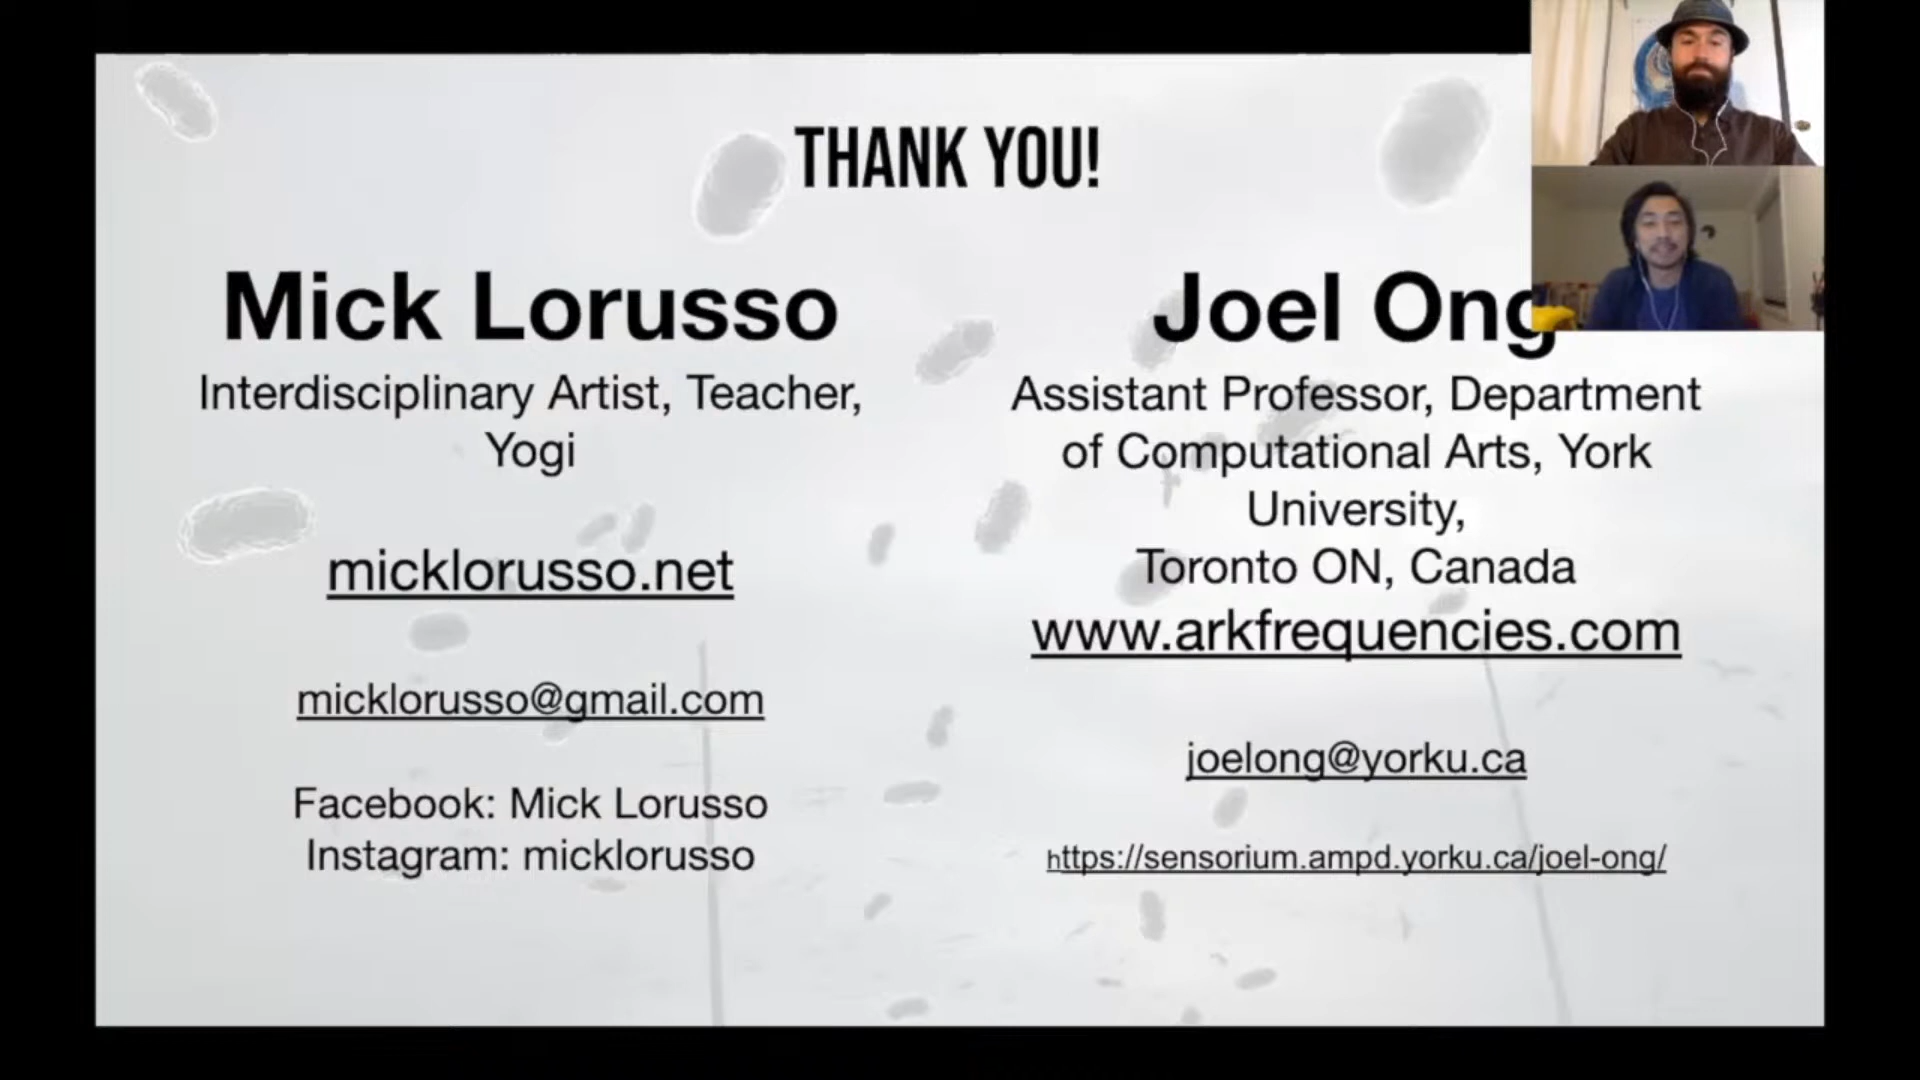 THANK YOU!
Mick Lorusso
Interdisciplinary Artist, Teacher,
Yogi
micklorusso.net
micklorusso@gmail.com
Facebook: Mick Lorusso
Instagram: micklorusso
Joel Ong
Assistant Professor, Department
of Computational Arts, York
University,
Toronto ON, Canada
www.arkfrequencies.com
joelong@yorku.ca
https://sensorium.ampd.yorku.ca/joel-ong/